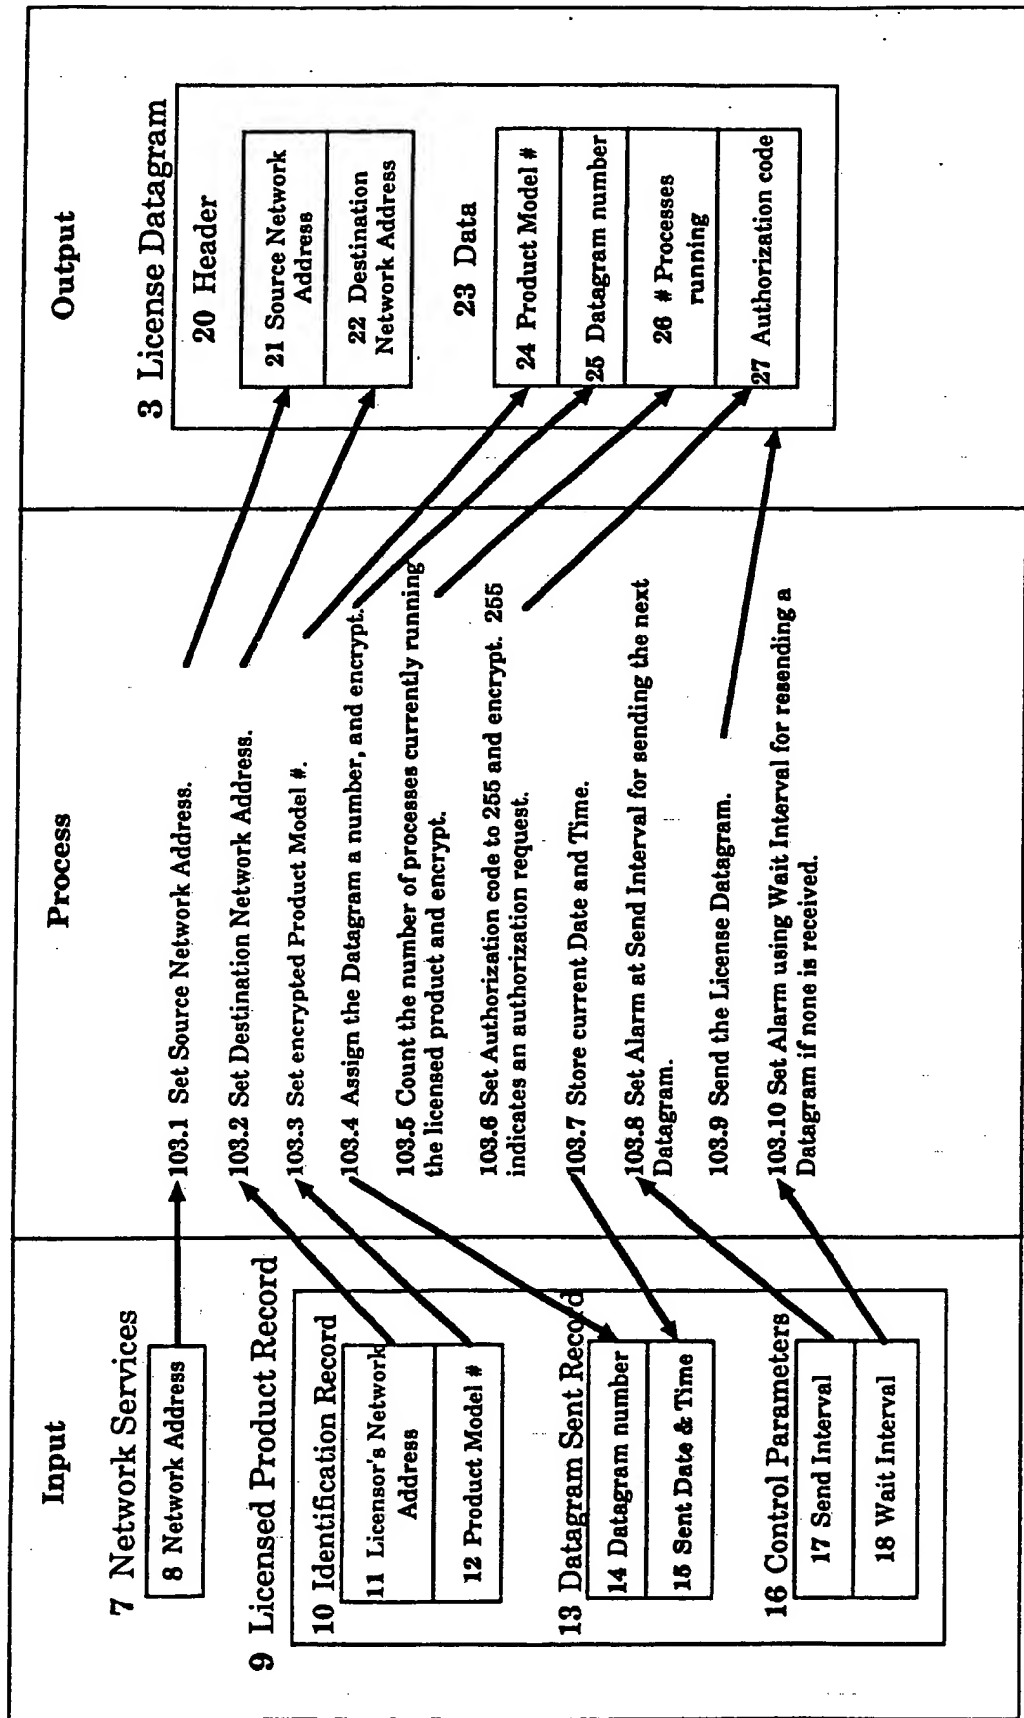 Input
7 Network Services
8 Network Address
9 Licensed Product Record
10 Identification Record
11 Licensor's Network
Address
12 Product Model #
13 Datagram Sent Record
14 Datagram number
15 Sent Date & Time
16 Control Parameters
17 Send Interval
18 Wait Interval
Process
103.1 Set Source Network Address.
103.2 Set Destination Network Address.
103.3 Set encrypted Product Model #.
103.4 Assign the Datagram a number, and encrypt.
103.5 Count the number of processes currently running
the licensed product and encrypt.
103.6 Set Authorization code to 255 and encrypt. 255
indicates an authorization request.
103.7 Store current Date and Time.
103.8 Set Alarm at Send Interval for sending the next
Datagram.
103.9 Send the License Datagram.
103.10 Set Alarm using Wait Interval for resending a
Datagram if none is received.
Output
3 License Datagram
20 Header
21 Source Network
Address
22 Destination
Network Address
23 Data
24 Product Model #
25 Datagram number
26 # Processes
running
27 Authorization code